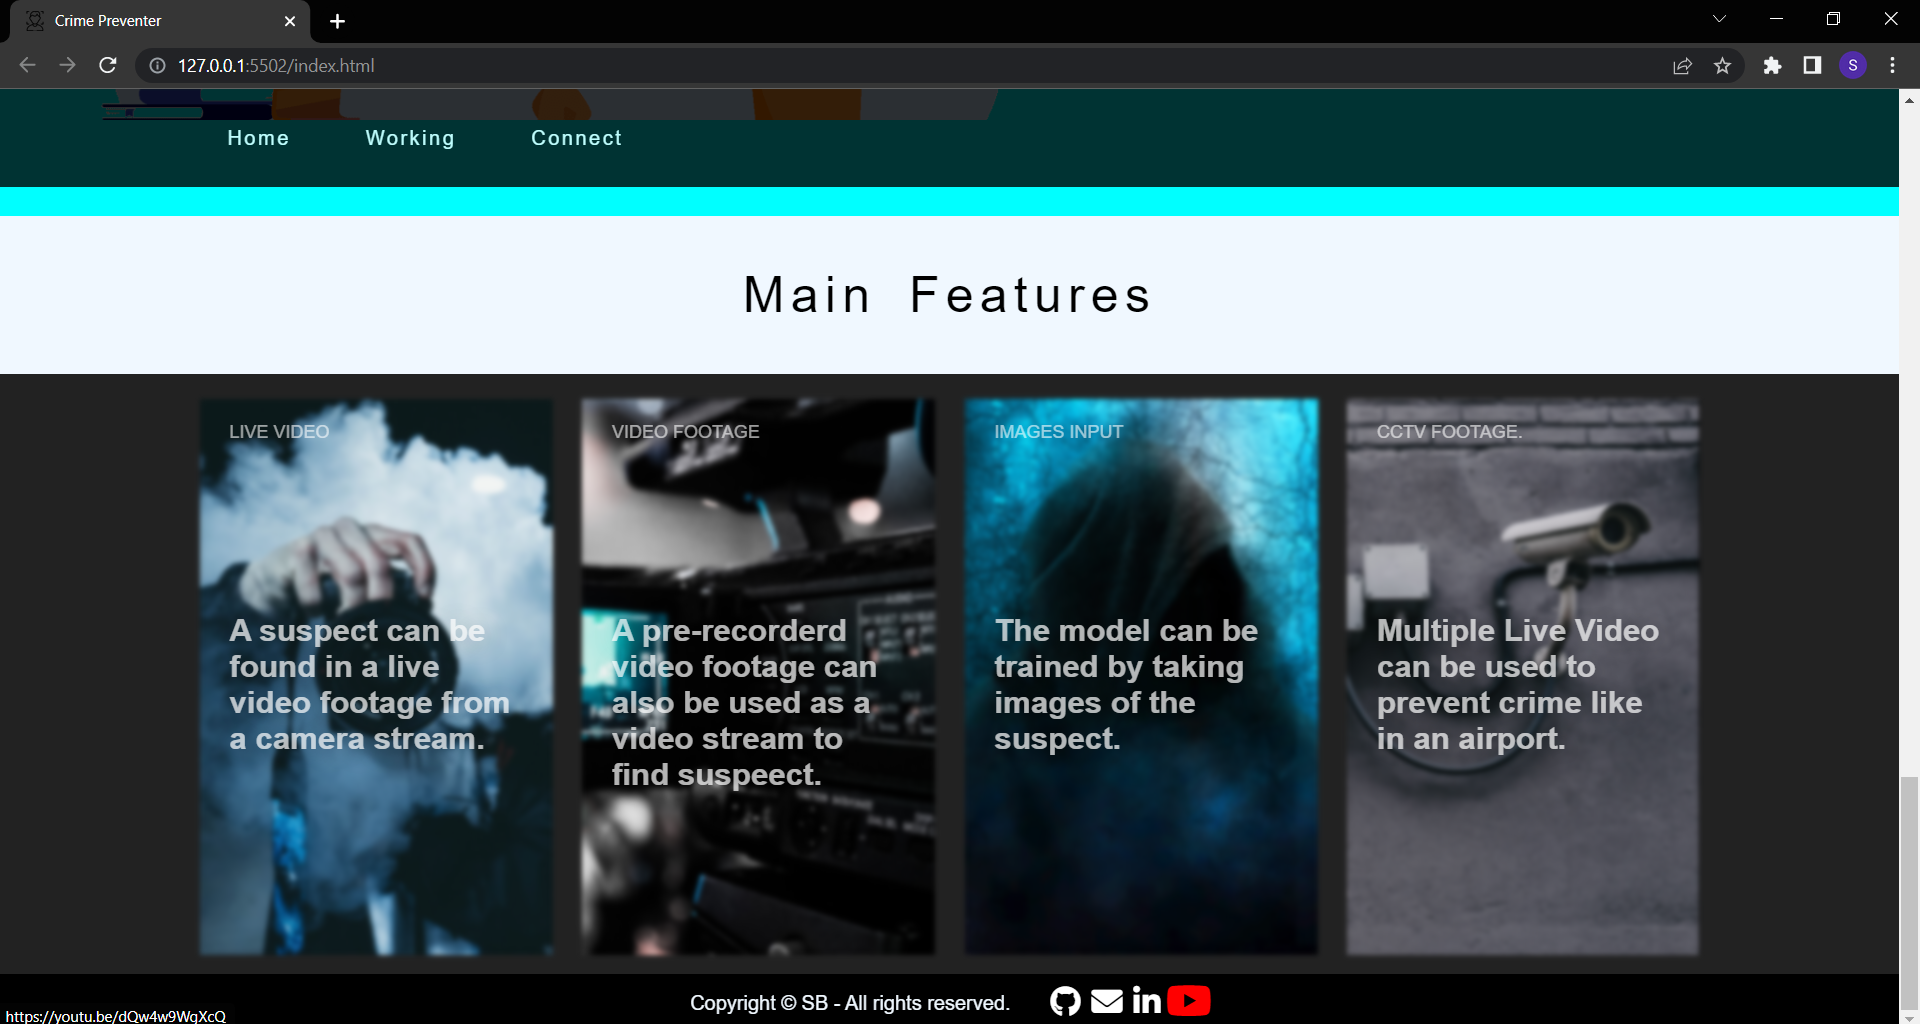 Crime Preventer
127.0.0.1:5502/index.html
S
Home Working Connect
Main Features
LIVE VIDEO
A suspect can be
found in a live
video footage from
a camera stream.
VIDEO FOOTAGE
A pre-recorderd
video footage can
also be used as a
video stream to
find suspeect.
IMAGES INPUT
The model can be
trained by taking
images of the
suspect.
CCTV FOOTAGE.
Multiple Live Video
can be used to
prevent crime like
in an airport.
Copyright © SB - All rights reserved.
in
https://youtu.be/dQw4w9WgXcQ